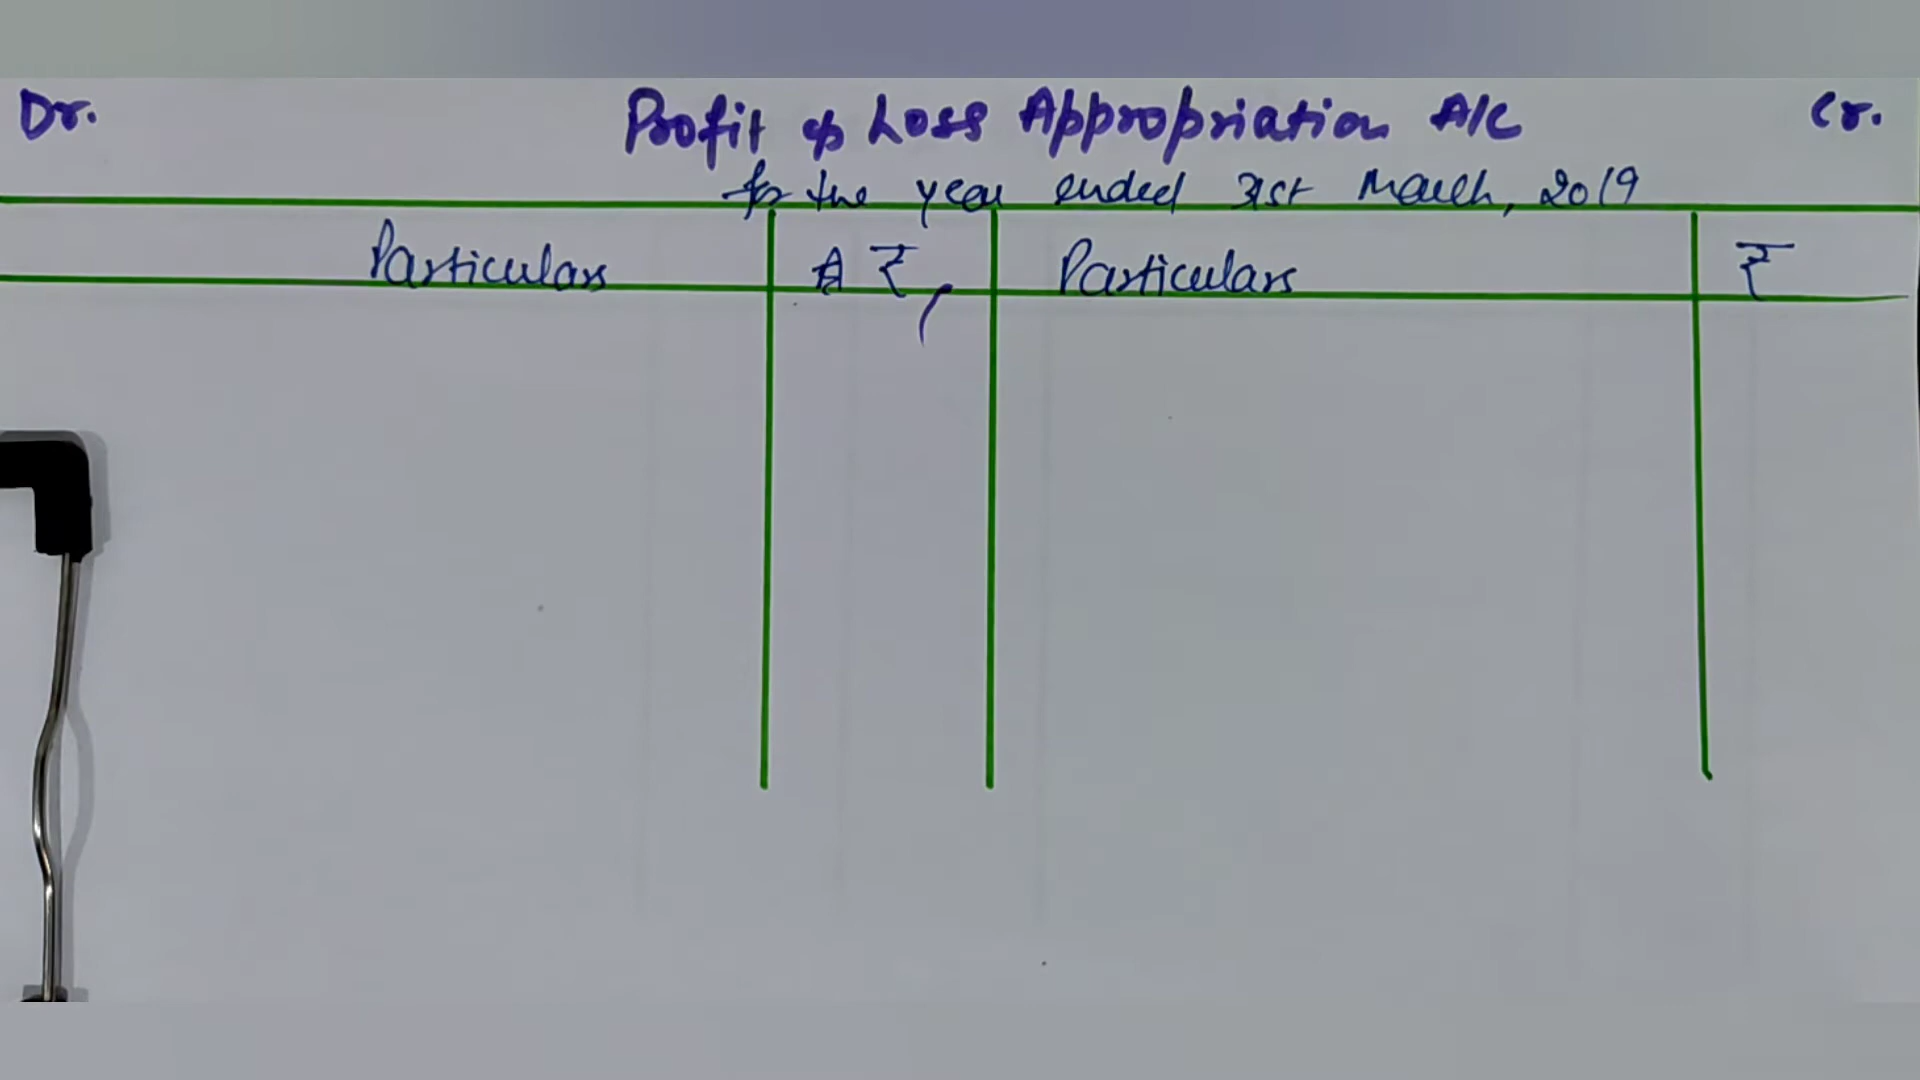 Dr. Profit & Loss Appropriation A/c Cr.
for the year ended 31st March, 2019
Particulars ₹ Particulars ₹